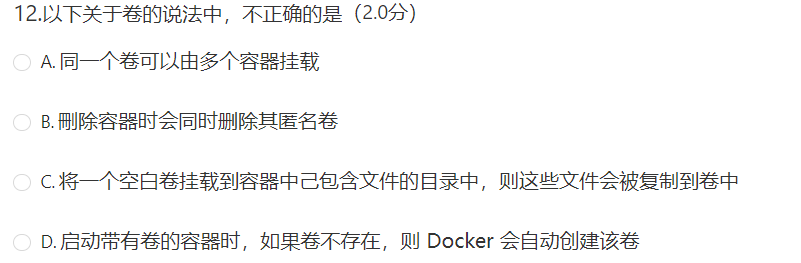 12.以下关于卷的说法中，不正确的是（2.0分）
A. 同一个卷可以由多个容器挂载
B. 刪除容器时会同时删除其匿名卷
C. 将一个空白卷挂载到容器中己包含文件的目录中，则这些文件会被复制到卷中
D. 启动带有卷的容器时，如果卷不存在，则 Docker 会自动创建该卷